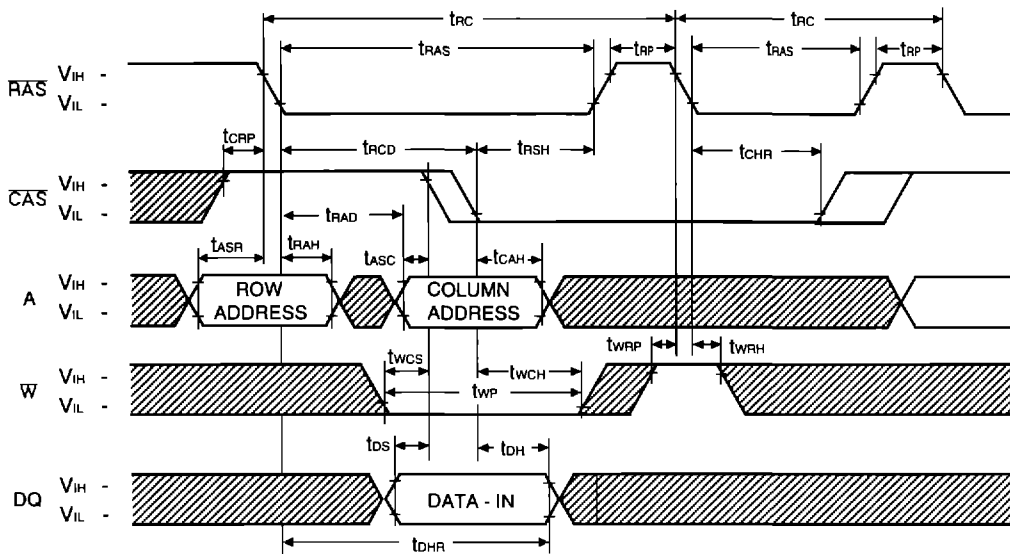 tRC tRC
tRAS tRP tRAS tRP
RAS VIH -
VIL -
tCRP tRCD tRSH tCHR
CAS VIH -
VIL -
tRAD
tASR tRAH tASC tCAH
A VIH -
VIL -
ROW ADDRESS
COLUMN ADDRESS
tWRP tWRH
tWCS tWCH
W VIH -
VIL -
tWP
tDS tDH
DQ VIH -
VIL -
DATA - IN
tDHR